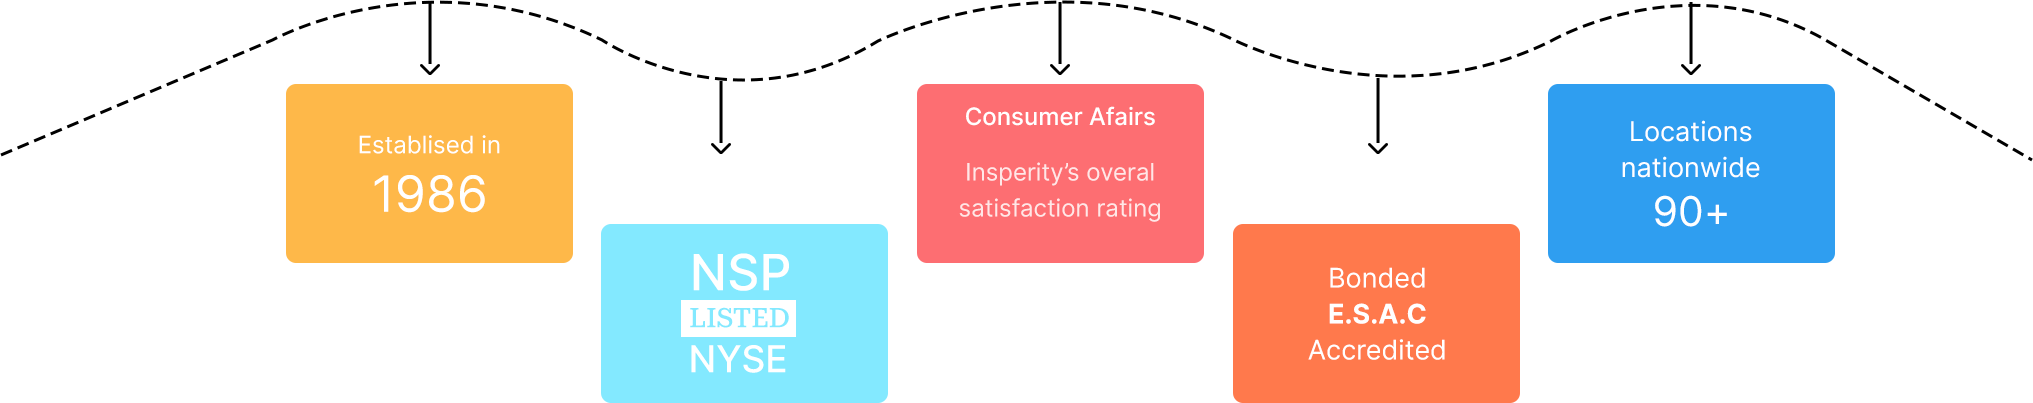 Establised in
1986
NSP
LISTED
NYSE
Consumer Afairs
Insperity’s overal
satisfaction rating
Bonded
E.S.A.C
Accredited
Locations
nationwide
90+